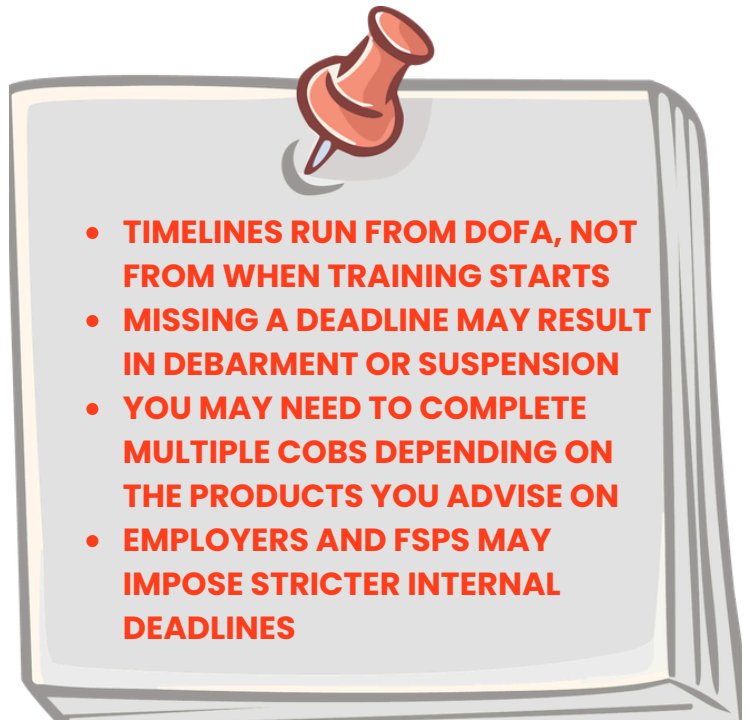 • TIMELINES RUN FROM DOFA, NOT
FROM WHEN TRAINING STARTS
• MISSING A DEADLINE MAY RESULT
IN DEBARMENT OR SUSPENSION
• YOU MAY NEED TO COMPLETE
MULTIPLE COBS DEPENDING ON
THE PRODUCTS YOU ADVISE ON
• EMPLOYERS AND FSPS MAY
IMPOSE STRICTER INTERNAL
DEADLINES